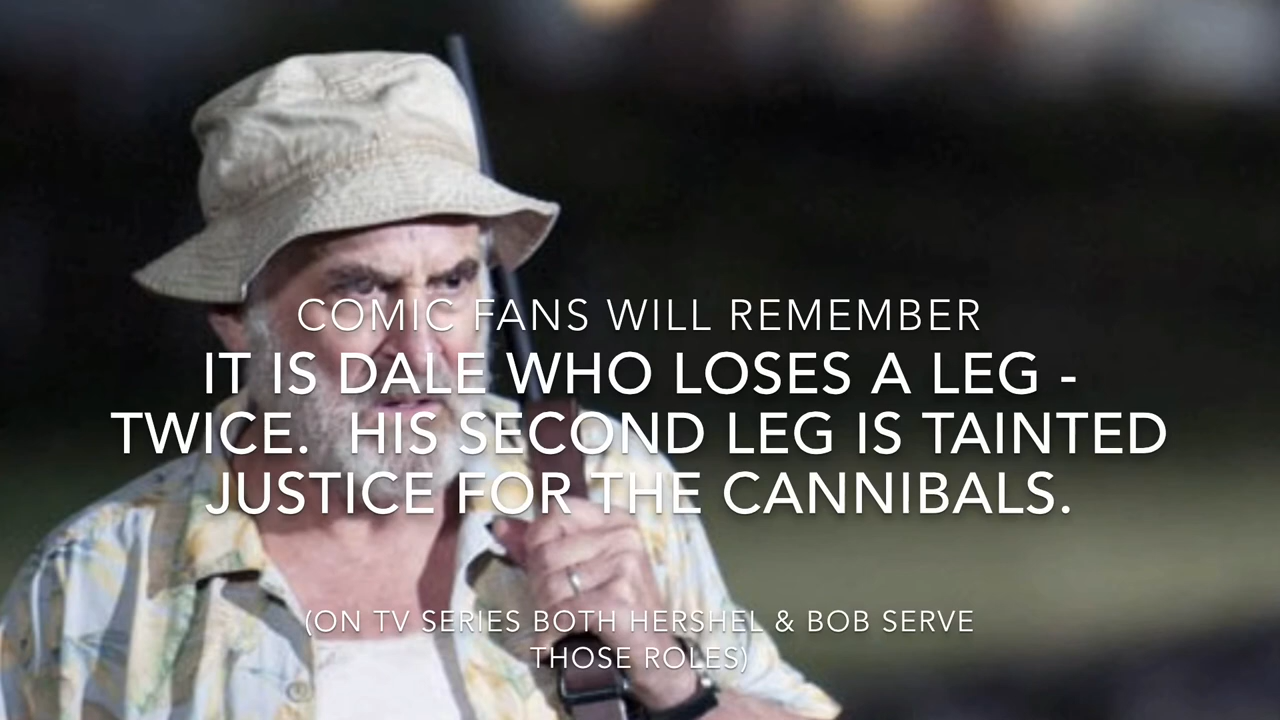 COMIC FANS WILL REMEMBER
IT IS DALE WHO LOSES A LEG -
TWICE.  HIS SECOND LEG IS TAINTED
JUSTICE FOR THE CANNIBALS.
(ON TV SERIES BOTH HERSHEL & BOB SERVE
THOSE ROLES)